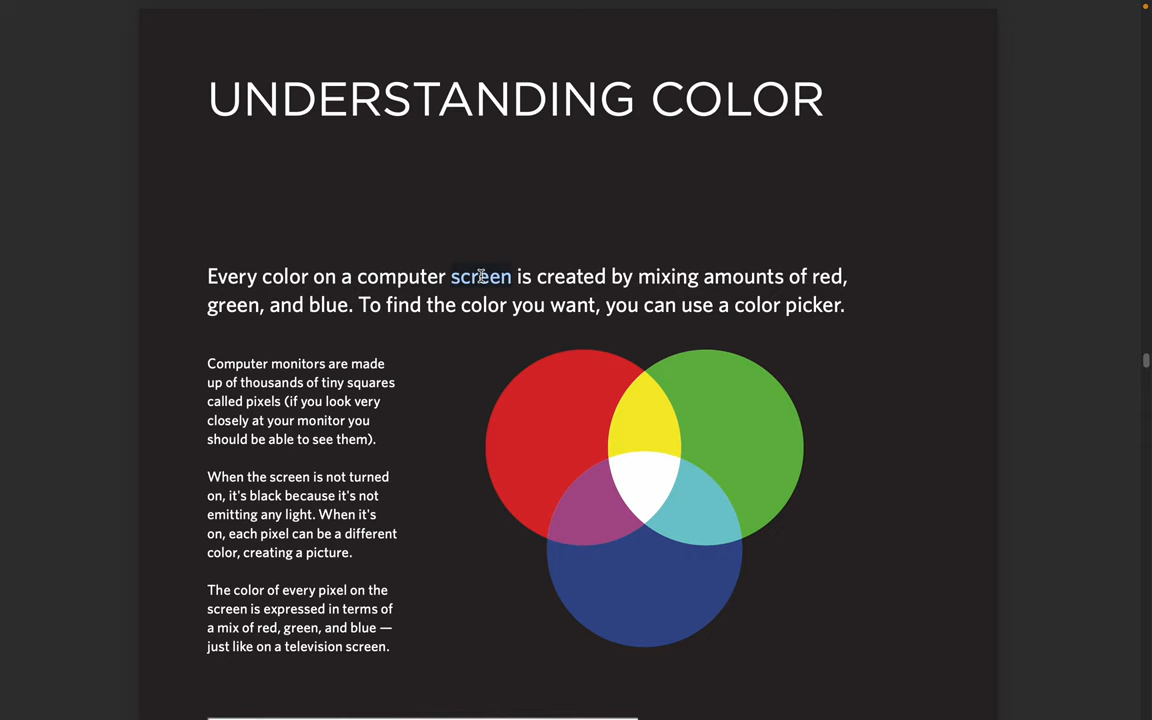 UNDERSTANDING COLOR
Every color on a computer screen is created by mixing amounts of red,
green, and blue. To find the color you want, you can use a color picker.
Computer monitors are made
up of thousands of tiny squares
called pixels (if you look very
closely at your monitor you
should be able to see them).
When the screen is not turned
on, it's black because it's not
emitting any light. When it's
on, each pixel can be a different
color, creating a picture.
The color of every pixel on the
screen is expressed in terms of
a mix of red, green, and blue —
just like on a television screen.